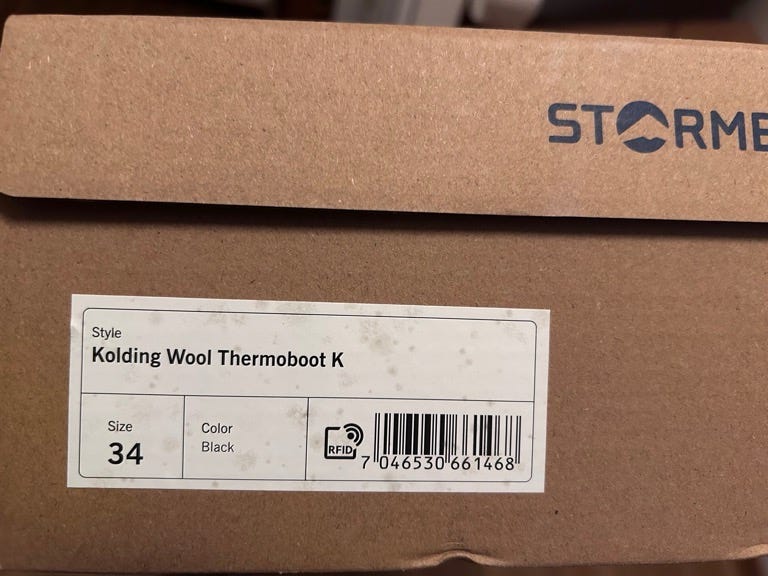 STORME
Style
Kolding Wool Thermoboot K
Size
34
Color
Black
RFID
7 046530 661468